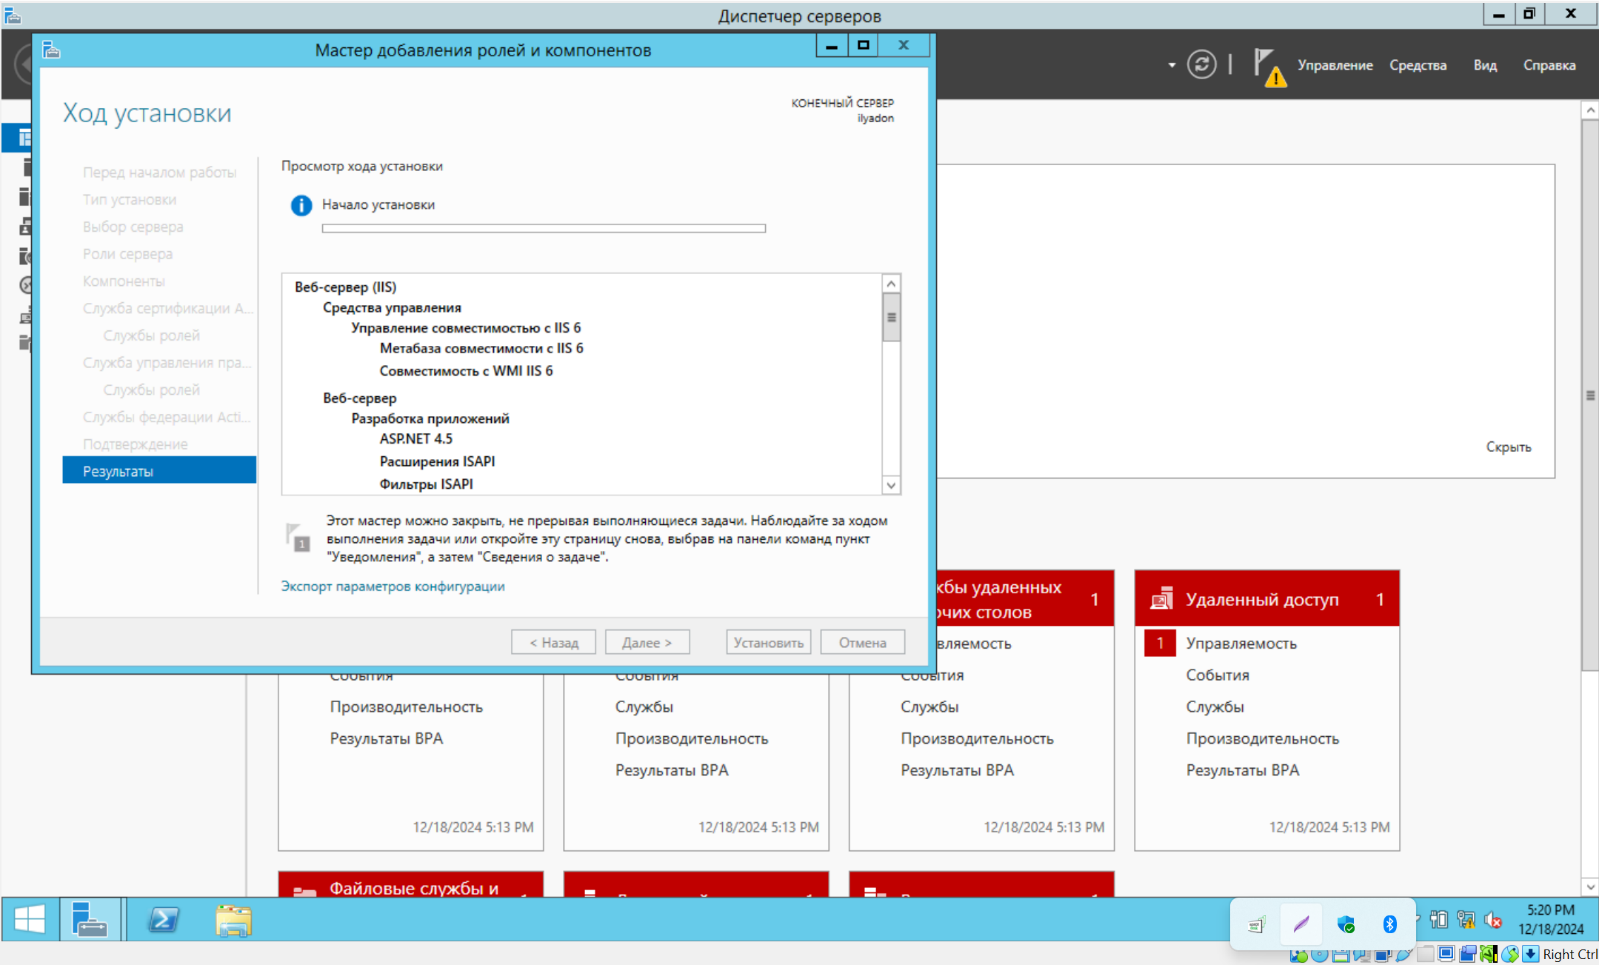 Диспетчер серверов
Мастер добавления ролей и компонентов
Управление
Средства
Вид
Справка
Ход установки
КОНЕЧНЫЙ СЕРВЕР
ilyadon
Перед началом работы
Тип установки
Выбор сервера
Роли сервера
Компоненты
Служба сертификации A...
Службы ролей
Служба управления пра...
Службы ролей
Службы федерации Acti...
Подтверждение
Результаты
Просмотр хода установки
Начало установки
Веб-сервер (IIS)
Средства управления
Управление совместимостью с IIS 6
Метабаза совместимости с IIS 6
Совместимость с WMI IIS 6
Веб-сервер
Разработка приложений
ASP.NET 4.5
Расширения ISAPI
Фильтры ISAPI
1
Этот мастер можно закрыть, не прерывая выполняющиеся задачи. Наблюдайте за ходом
выполнения задачи или откройте эту страницу снова, выбрав на панели команд пункт
"Уведомления", а затем "Сведения о задаче".
Экспорт параметров конфигурации
< Назад
Далее >
Установить
Отмена
Скрыть
События
Производительность
Результаты BPA
12/18/2024 5:13 PM
События
Службы
Производительность
Результаты BPA
12/18/2024 5:13 PM
кбы удаленных
очих столов
1
вляемость
События
Службы
Производительность
Результаты BPA
12/18/2024 5:13 PM
Удаленный доступ
1
1
Управляемость
События
Службы
Производительность
Результаты BPA
12/18/2024 5:13 PM
Файловые службы и
5:20 PM
12/18/2024
Right Ctrl